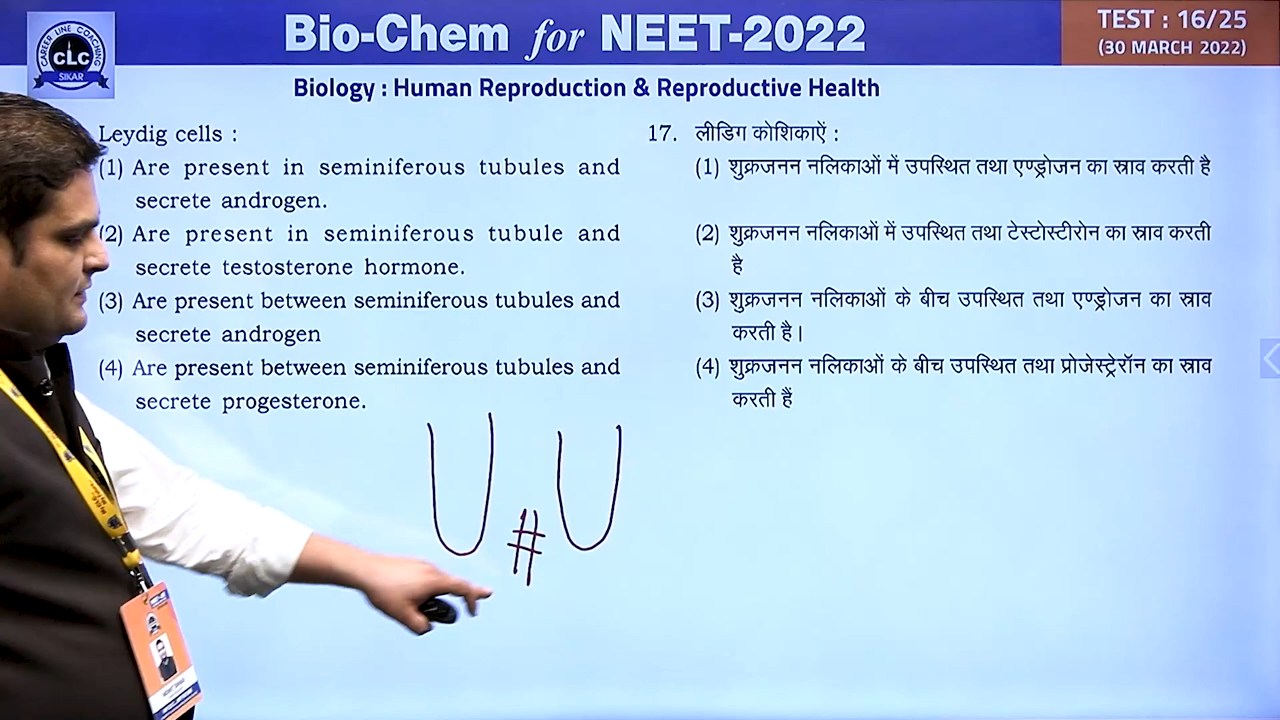 Bio-Chem for NEET-2022
TEST : 16/25
(30 MARCH 2022)
CAREER LINE COACHING
CLC
SIKAR
Biology : Human Reproduction & Reproductive Health
Leydig cells :
(1) Are present in seminiferous tubules and
secrete androgen.
(2) Are present in seminiferous tubule and
secrete testosterone hormone.
(3) Are present between seminiferous tubules and
secrete androgen
(4) Are present between seminiferous tubules and
secrete progesterone.
17. लीडिग कोशिकाऐं :
(1) शुक्रजनन नलिकाओं में उपस्थित तथा एण्ड्रोजन का स्राव करती है
(2) शुक्रजनन नलिकाओं में उपस्थित तथा टेस्टोस्टीरोन का स्राव करती
है
(3) शुक्रजनन नलिकाओं के बीच उपस्थित तथा एण्ड्रोजन का स्राव
करती है।
(4) शुक्रजनन नलिकाओं के बीच उपस्थित तथा प्रोजेस्ट्रेरॉन का स्राव
करती हैं